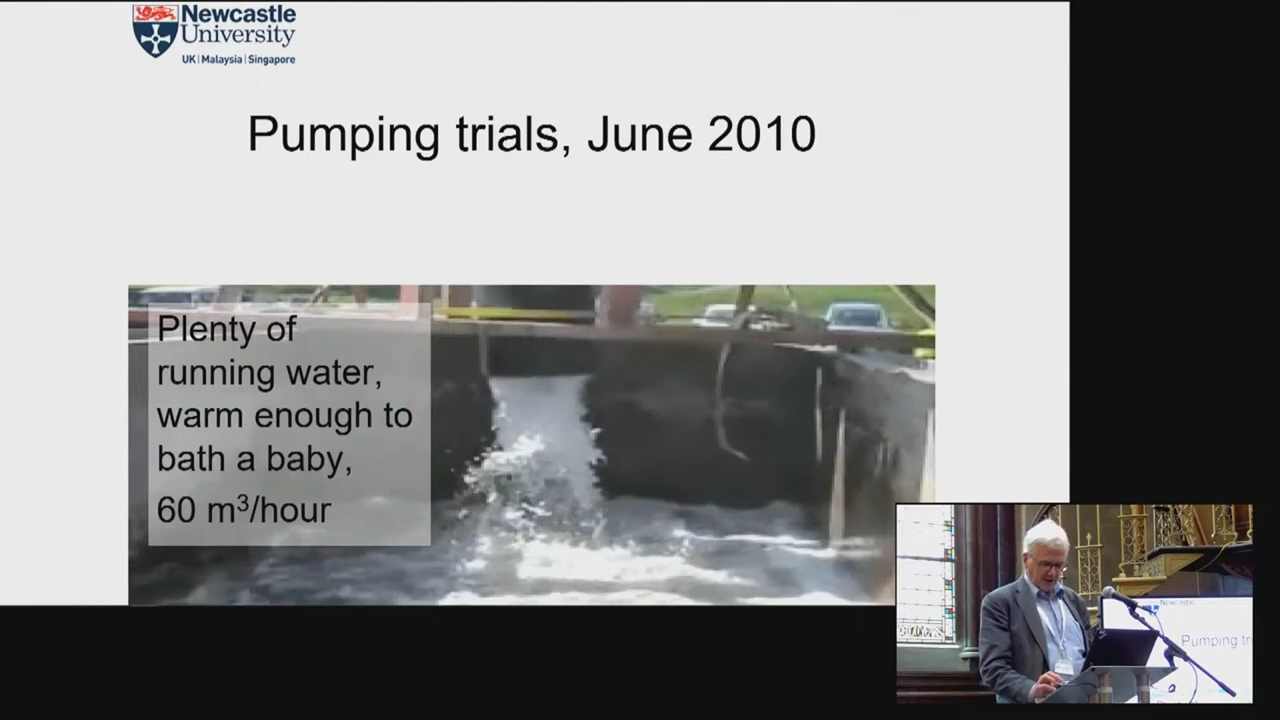 Newcastle
University
UK | Malaysia | Singapore
Pumping trials, June 2010
Plenty of
running water,
warm enough to
bath a baby,
60 m³/hour
Newcastle
Pumping tr